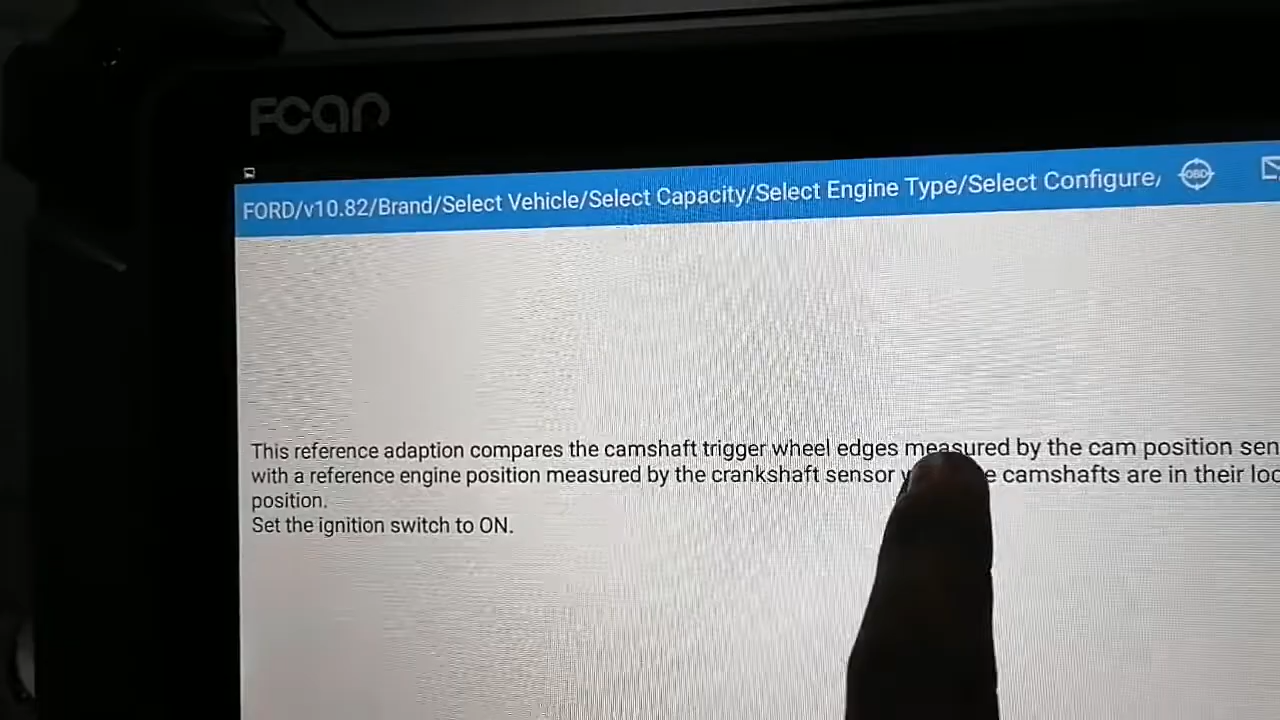 FCAR
FORD/v10.82/Brand/Select Vehicle/Select Capacity/Select Engine Type/Select Configure/
OBD
This reference adaption compares the camshaft trigger wheel edges measured by the cam position
with a reference engine position measured by the crankshaft sensor camshafts are in their
position.
Set the ignition switch to ON.